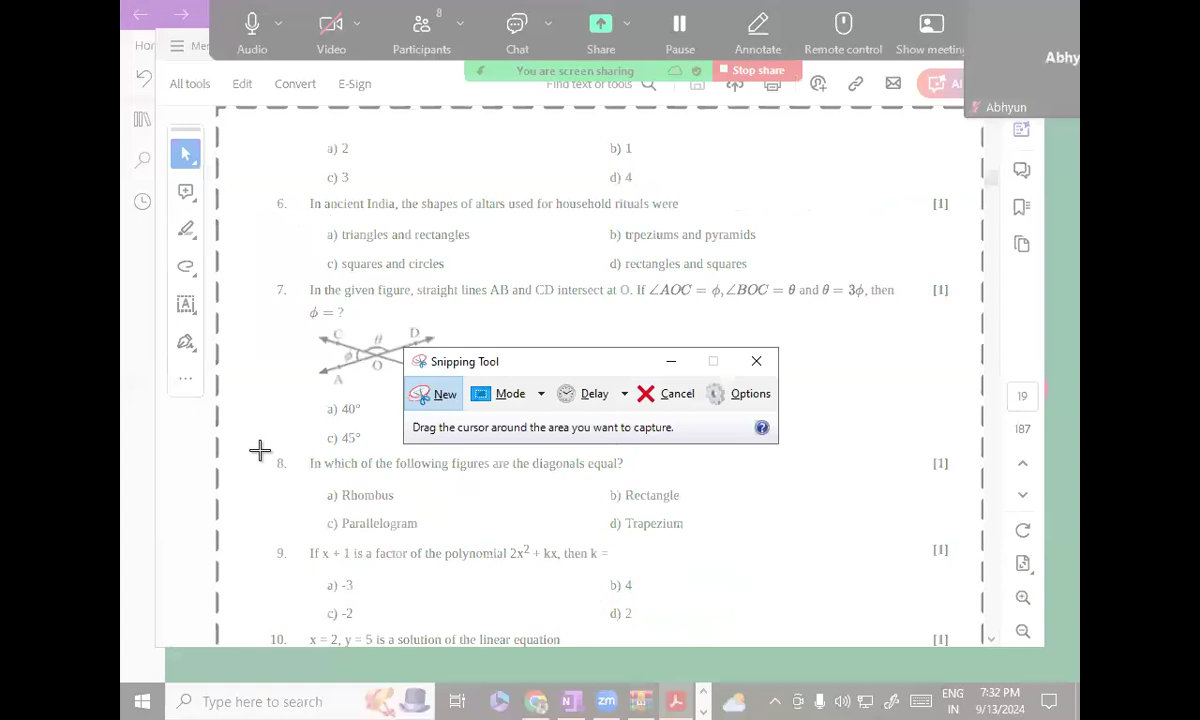 Audio
Video
8
Participants
Chat
Share
Pause
Annotate
Remote control
Show meeting
Abhy
You are screen sharing
Stop share
Abhyun
Hor
Men
All tools
Edit
Convert
E-Sign
Find text or tools
AI
a) 2
b) 1
c) 3
d) 4
6. In ancient India, the shapes of altars used for household rituals were [1]
a) triangles and rectangles
b) trpeziums and pyramids
c) squares and circles
d) rectangles and squares
7. In the given figure, straight lines AB and CD intersect at O. If ∠AOC = ϕ, ∠BOC = θ and θ = 3ϕ, then [1]
ϕ = ?
C θ D
ϕ O
A
a) 40°
c) 45°
Snipping Tool
New
Mode
Delay
Cancel
Options
Drag the cursor around the area you want to capture.
8. In which of the following figures are the diagonals equal? [1]
a) Rhombus
b) Rectangle
c) Parallelogram
d) Trapezium
9. If x + 1 is a factor of the polynomial 2x² + kx, then k = [1]
a) -3
b) 4
c) -2
d) 2
10. x = 2, y = 5 is a solution of the linear equation [1]
19
187
Type here to search
zm
ENG
IN
7:32 PM
9/13/2024